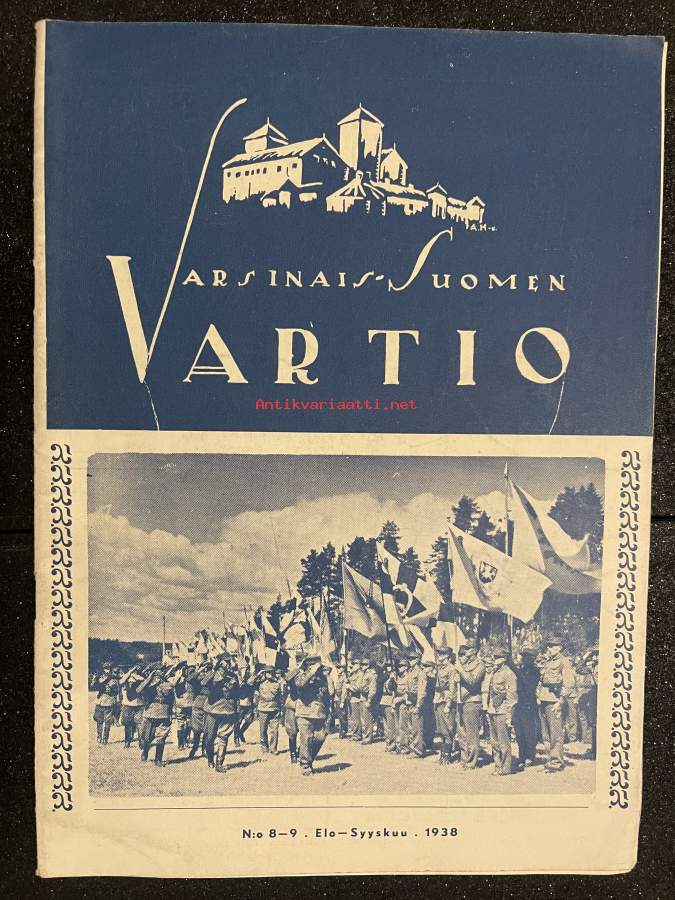 A.H-s.
VARSINAIS-SUOMEN
VARTIO
Antikvariaatti.net
N:o 8–9 . Elo–Syyskuu . 1938